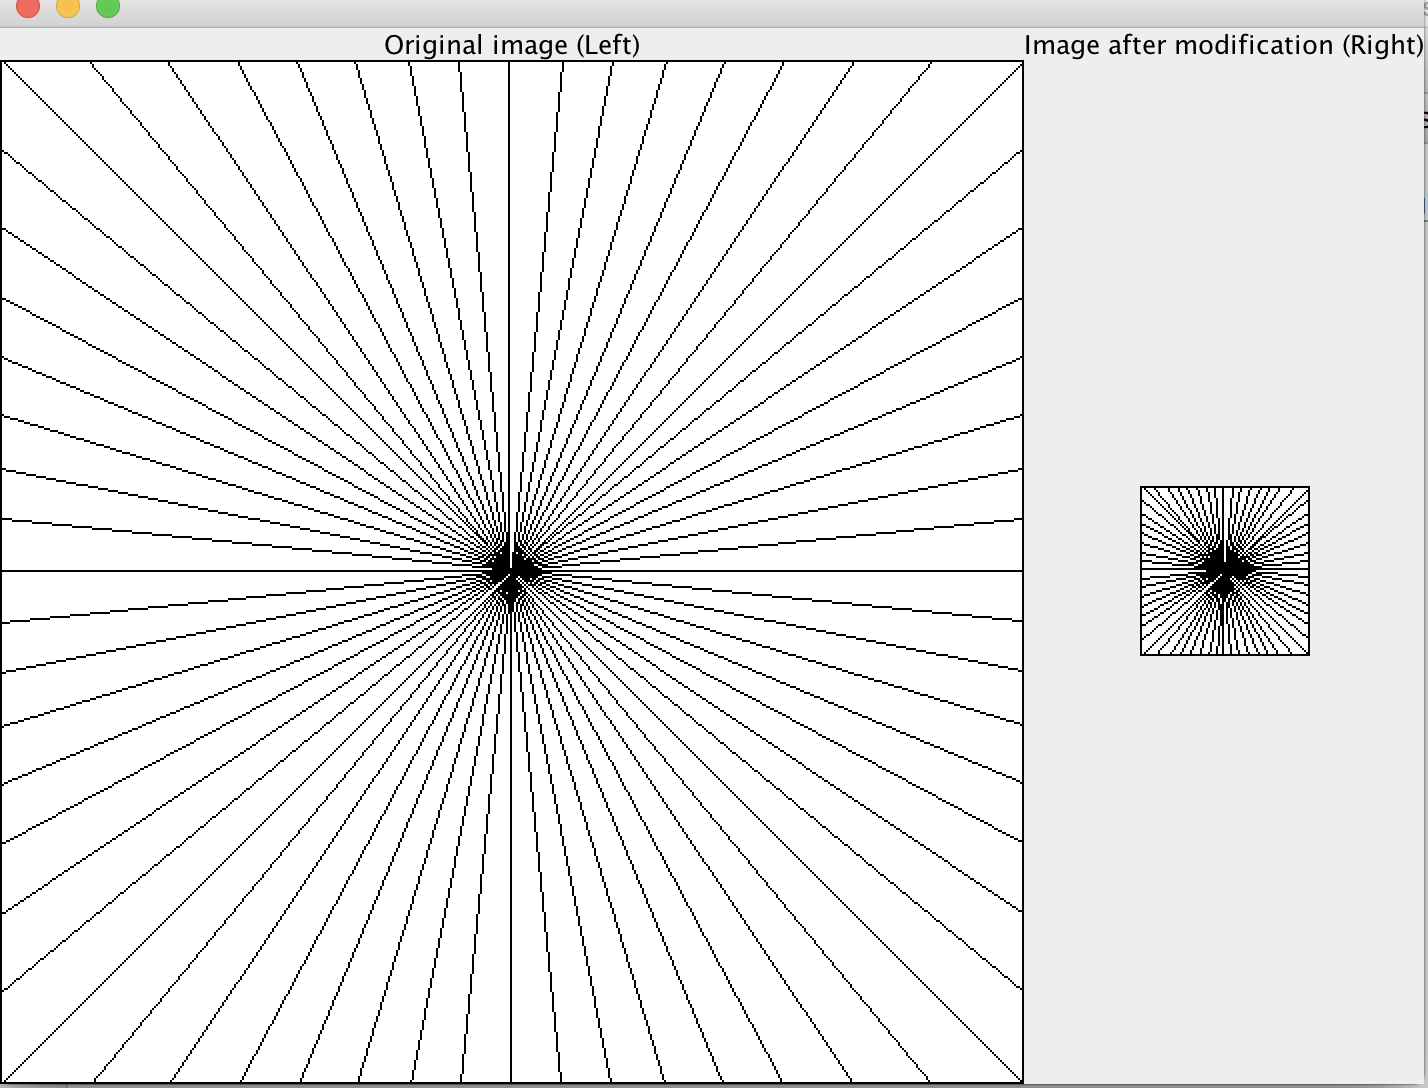 Original image (Left)
Image after modification (Right)